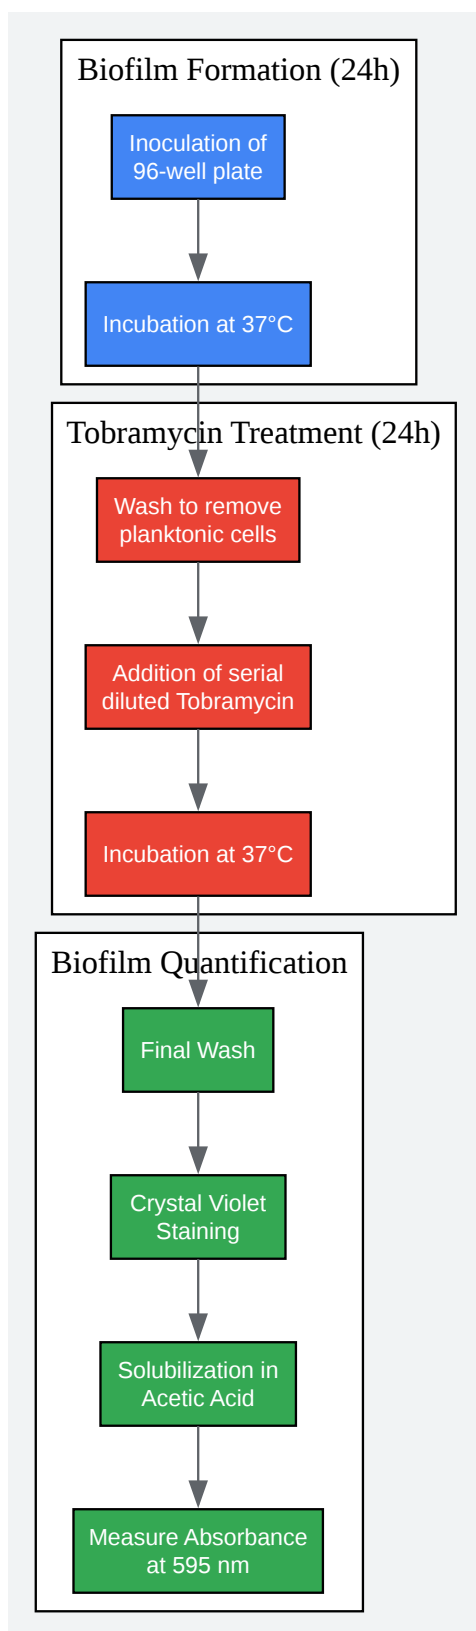 Biofilm Formation (24h)
Inoculation of
96-well plate
Incubation at 37°C
Tobramycin Treatment (24h)
Wash to remove
planktonic cells
Addition of serial
diluted Tobramycin
Incubation at 37°C
Biofilm Quantification
Final Wash
Crystal Violet
Staining
Solubilization in
Acetic Acid
Measure Absorbance
at 595 nm